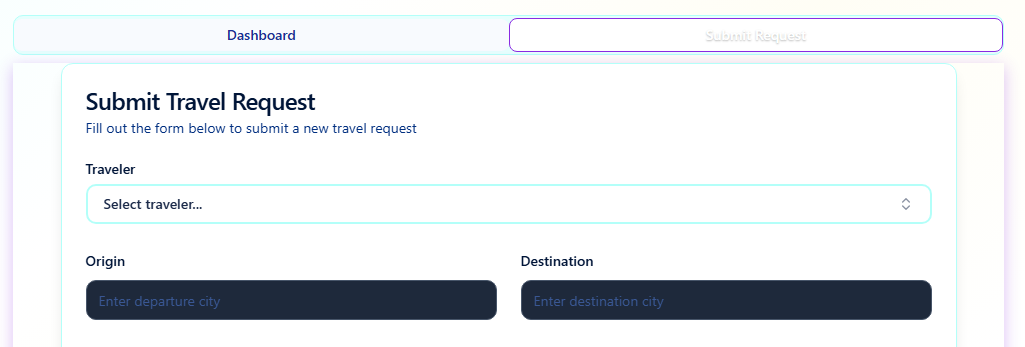 Dashboard
Submit Request
Submit Travel Request
Fill out the form below to submit a new travel request
Traveler
Select traveler...
Origin
Destination
Enter departure city
Enter destination city